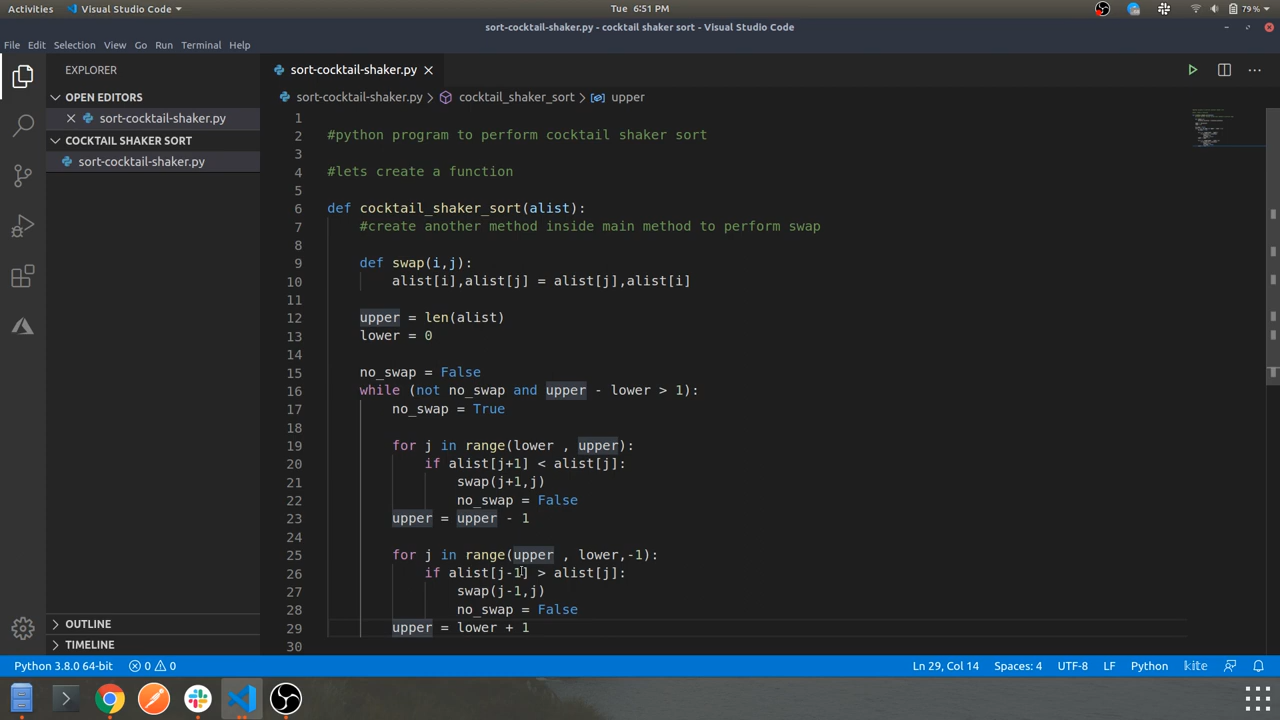 Activities
Visual Studio Code
Tue 6:51 PM
79 %
sort-cocktail-shaker.py - cocktail shaker sort - Visual Studio Code
File Edit Selection View Go Run Terminal Help
EXPLORER
OPEN EDITORS
sort-cocktail-shaker.py
COCKTAIL SHAKER SORT
sort-cocktail-shaker.py
OUTLINE
TIMELINE
sort-cocktail-shaker.py
sort-cocktail-shaker.py > cocktail_shaker_sort > upper
1
2 #python program to perform cocktail shaker sort
3
4 #lets create a function
5
6 def cocktail_shaker_sort(alist):
7 #create another method inside main method to perform swap
8
9 def swap(i,j):
10 alist[i],alist[j] = alist[j],alist[i]
11
12 upper = len(alist)
13 lower = 0
14
15 no_swap = False
16 while (not no_swap and upper - lower > 1):
17 no_swap = True
18
19 for j in range(lower , upper):
20 if alist[j+1] < alist[j]:
21 swap(j+1,j)
22 no_swap = False
23 upper = upper - 1
24
25 for j in range(upper , lower,-1):
26 if alist[j-1] > alist[j]:
27 swap(j-1,j)
28 no_swap = False
29 upper = lower + 1
30
Python 3.8.0 64-bit
0
0
Ln 29, Col 14
Spaces: 4
UTF-8
LF
Python
kite